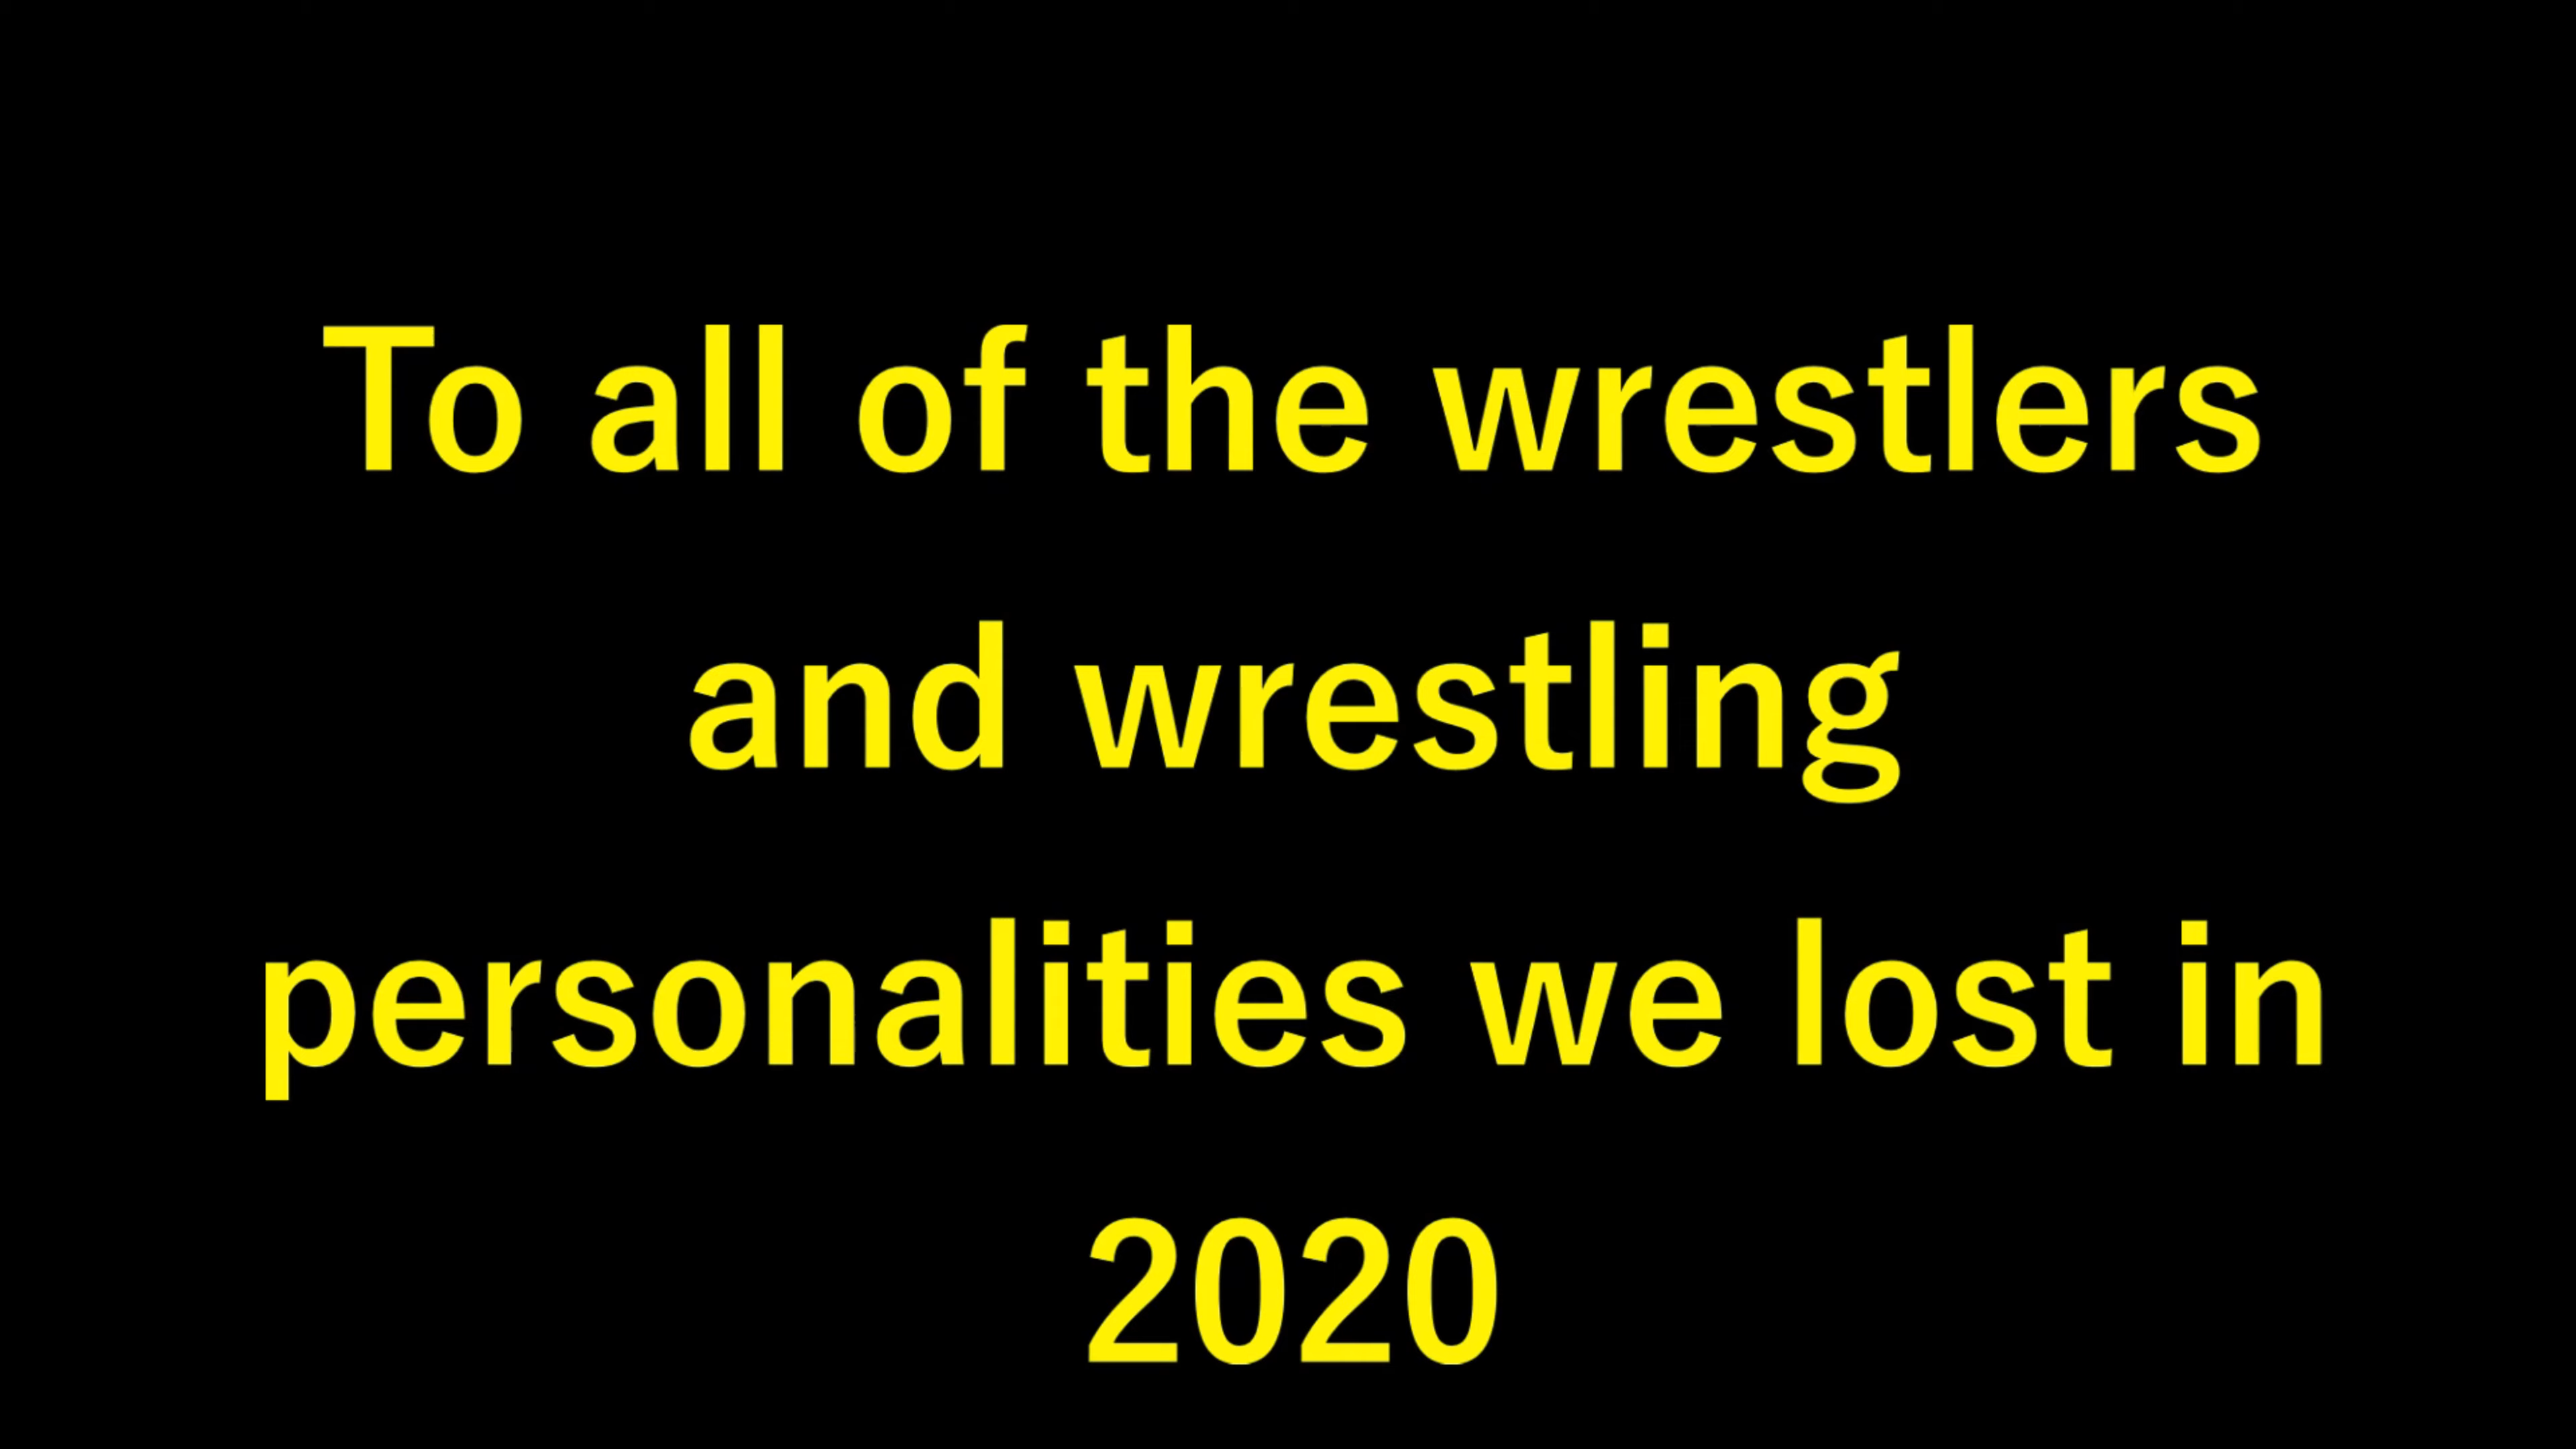 To all of the wrestlers
and wrestling
personalities we lost in
2020